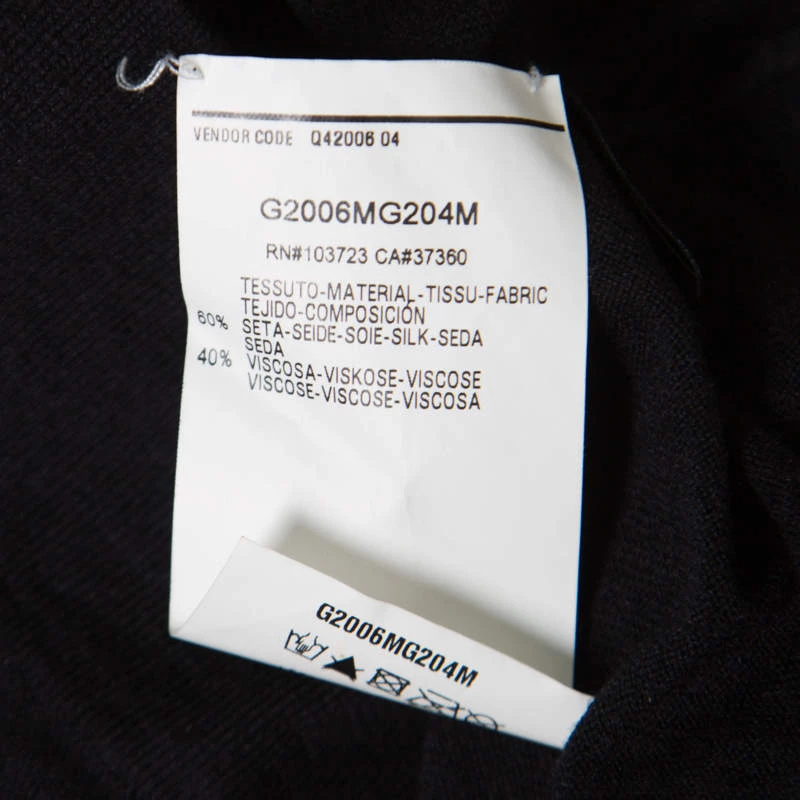 VENDOR CODE Q42006 04
G2006MG204M
RN#103723 CA#37360
TESSUTO-MATERIAL-TISSU-FABRIC
TEJIDO-COMPOSICIÓN
60% SETA-SEIDE-SOIE-SILK-SEDA
SEDA
40% VISCOSA-VISKOSE-VISCOSE
VISCOSE-VISCOSE-VISCOSA
G2006MG204M